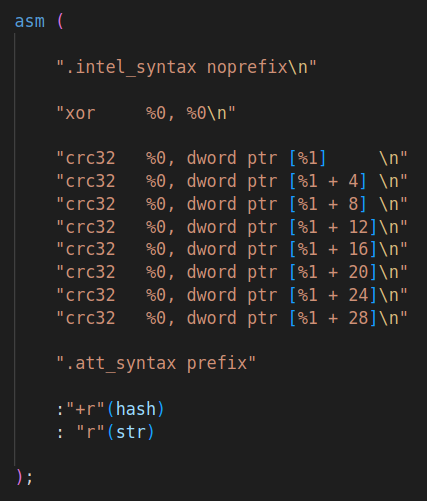 asm (
".intel_syntax noprefix\n"
"xor     %0, %0\n"
"crc32   %0, dword ptr [%1]     \n"
"crc32   %0, dword ptr [%1 + 4] \n"
"crc32   %0, dword ptr [%1 + 8] \n"
"crc32   %0, dword ptr [%1 + 12]\n"
"crc32   %0, dword ptr [%1 + 16]\n"
"crc32   %0, dword ptr [%1 + 20]\n"
"crc32   %0, dword ptr [%1 + 24]\n"
"crc32   %0, dword ptr [%1 + 28]\n"
".att_syntax prefix"
:"+r"(hash)
: "r"(str)
);